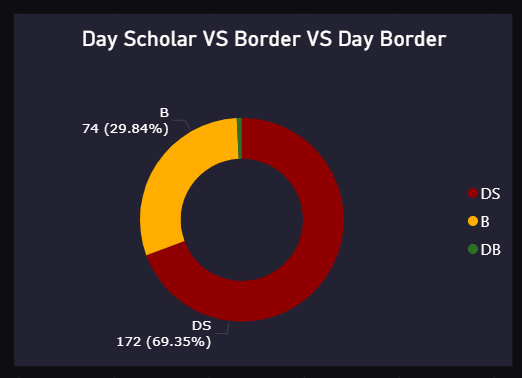 Day Scholar VS Border VS Day Border
B
74 (29.84%)
DS
B
DB
DS
172 (69.35%)